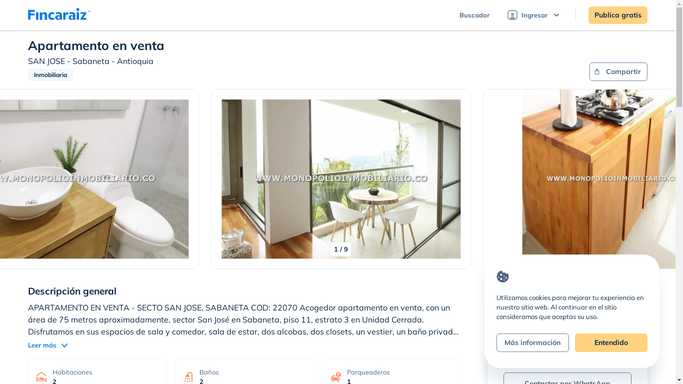 Fincaraiz
Buscador
Ingresar
Publica gratis
Apartamento en venta
SAN JOSE - Sabaneta - Antioquia
Inmobiliaria
Compartir
WWW.MONOPOLIOINMOBILIARIO.CO
WWW.MONOPOLIOINMOBILIARIO.CO
WWW.MONOPOLIOINMOBILIARIO.CO
1 / 9
Descripción general
APARTAMENTO EN VENTA - SECTO SAN JOSE, SABANETA COD: 22070 Acogedor apartamento en venta, con un
área de 75 metros aproximadamente, sector San José en Sabaneta, piso 11, estrato 3 en Unidad Cerrada.
Disfrutamos en sus espacios de sala y comedor, sala de estar, dos alcobas, dos closets, un vestier, un baño privad...
Leer más
Habitaciones
2
Baños
2
Parqueaderos
1
Utilizamos cookies para mejorar tu experiencia en
nuestro sitio web. Al continuar en el sitio
consideramos que aceptas su uso.
Más información
Entendido
Contactar por WhatsApp